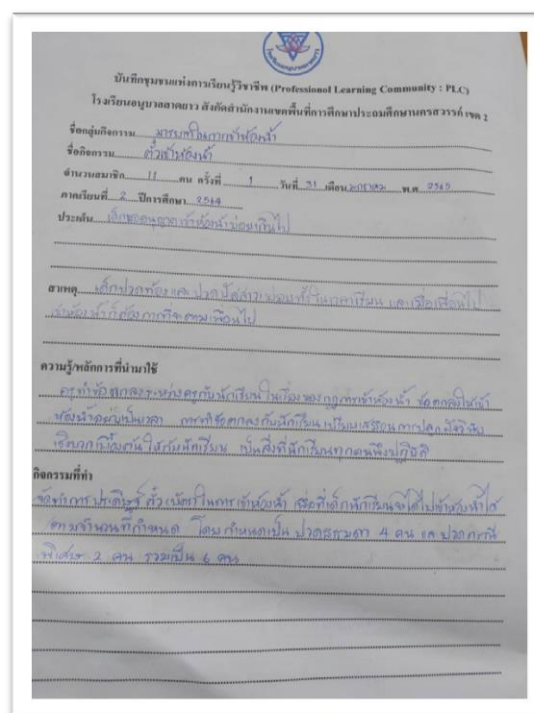 บันทึกชุมชนแห่งการเรียนรู้วิชาชีพ (Professional Learning Community : PLC)
โรงเรียนอนุบาลลาดยาว สังกัดสำนักงานเขตพื้นที่การศึกษาประถมศึกษานครสวรรค์ เขต 2
ชื่อกลุ่มกิจกรรม มารยาทในการเข้าห้องน้ำ
ชื่อกิจกรรม ตั๋วเข้าห้องน้ำ
จำนวนสมาชิก 11 คน ครั้งที่ 1 วันที่ 31 เดือน มกราคม พ.ศ. 2565
ภาคเรียนที่ 2 ปีการศึกษา 2564
ประเด็น เด็กขออนุญาตเข้าห้องน้ำบ่อยเกินไป
สาเหตุ เด็กปวดท้องและปวดปัสสาวะบ่อยทั้งในเวลาเรียน และเมื่อเพื่อนไป
เข้าห้องน้ำก็ต้องการที่จะตามเพื่อนไป
ความรู้/หลักการที่นำมาใช้
ครูทำข้อตกลงระหว่างครูกับนักเรียน ในเรื่องของกฎการเข้าห้องน้ำ ข้อตกลงให้เข้า
ห้องน้ำอย่างเป็นเวลา การทำข้อตกลงกับนักเรียน เปรียบเสมือนการปลูกฝังวินัย
เชิงบวกเบื้องต้น ให้กับนักเรียน เป็นสิ่งที่นักเรียนทุกคนพึงปฏิบัติ
กิจกรรมที่ทำ
จัดทำการประดิษฐ์ ตั๋ว บัตร ในการเข้าห้องน้ำ เพื่อที่เด็กนักเรียนจะได้ไปเข้าห้องน้ำได้
ตามจำนวนที่กำหนด โดยกำหนดเป็น ปวดธรรมดา 4 คน และปวดกรณี
พิเศษ 2 คน รวมเป็น 6 คน